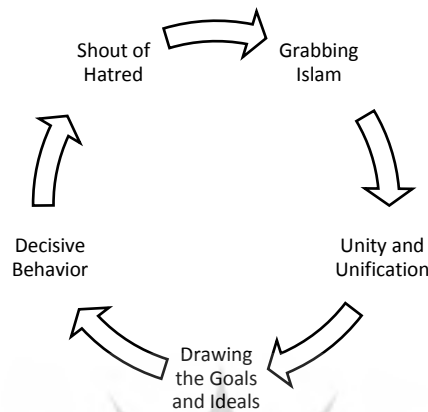 Shout of
Hatred
Grabbing
Islam
Unity and
Unification
Drawing
the Goals
and Ideals
Decisive
Behavior